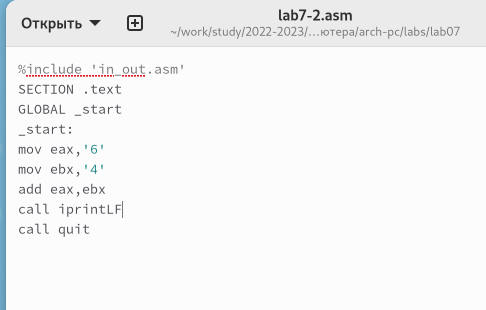 Открыть
lab7-2.asm
~/work/study/2022-2023/…ютера/arch-pc/labs/lab07
%include 'in_out.asm'
SECTION .text
GLOBAL _start
_start:
mov eax,'6'
mov ebx,'4'
add eax,ebx
call iprintLF
call quit